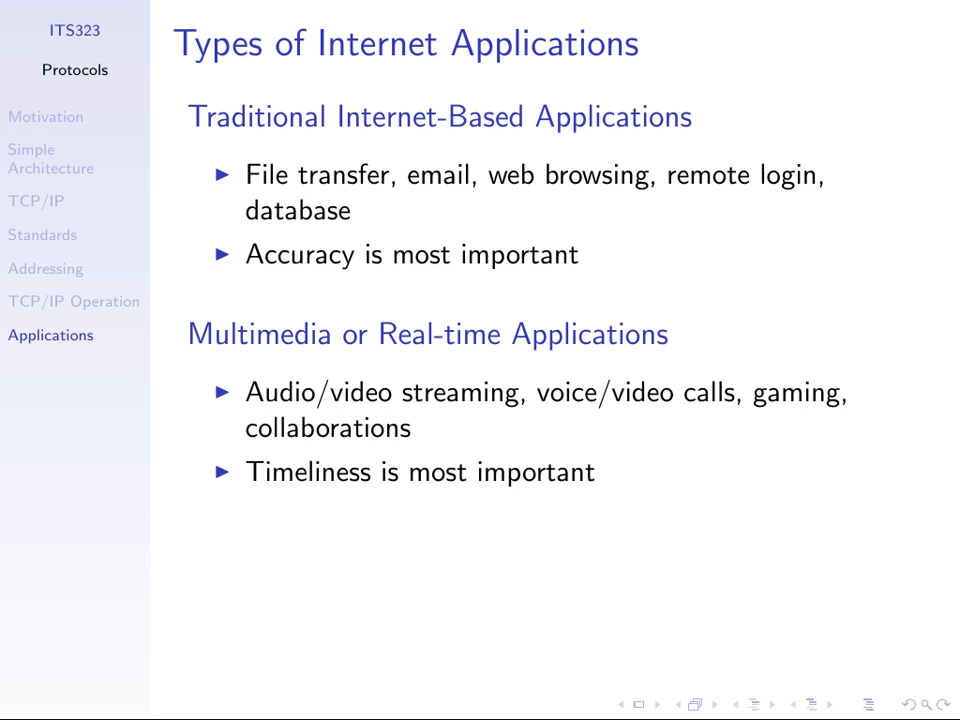 ITS323
Protocols
Motivation
Simple
Architecture
TCP/IP
Standards
Addressing
TCP/IP Operation
Applications
Types of Internet Applications
Traditional Internet-Based Applications
File transfer, email, web browsing, remote login,
database
Accuracy is most important
Multimedia or Real-time Applications
Audio/video streaming, voice/video calls, gaming,
collaborations
Timeliness is most important